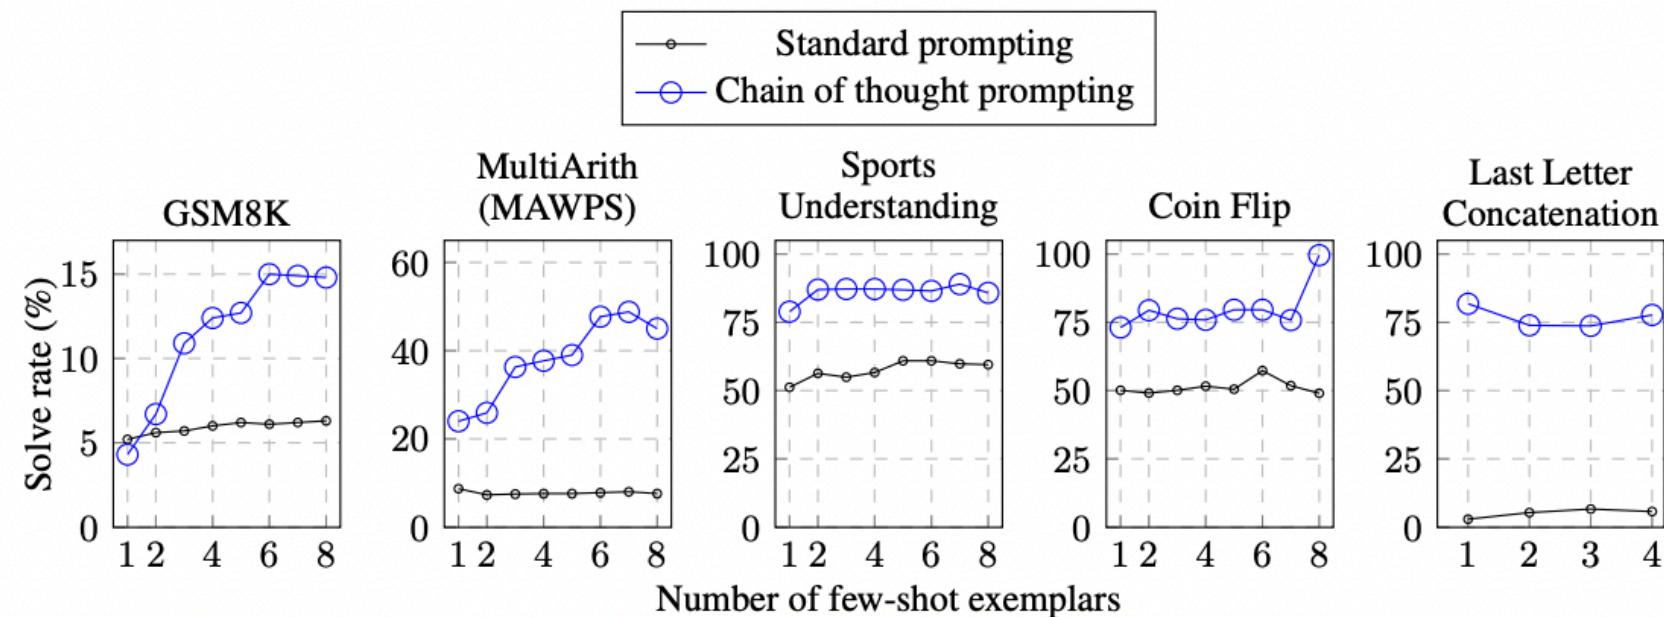 Standard prompting
Chain of thought prompting
GSM8K
MultiArith
(MAWPS)
Sports
Understanding
Coin Flip
Last Letter
Concatenation
Solve rate (%)
15
10
5
0
1 2 4 6 8
60
40
20
0
1 2 4 6 8
100
75
50
25
0
1 2 4 6 8
100
75
50
25
0
1 2 4 6 8
100
75
50
25
0
1 2 3 4
Number of few-shot exemplars